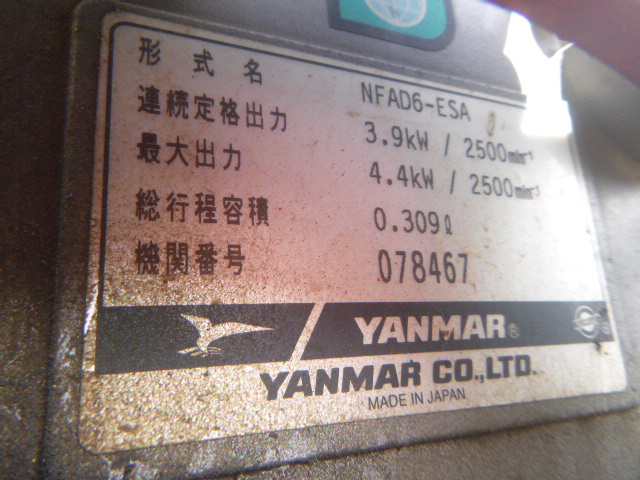 形式名 NFAD6-ESA
連続定格出力 3.9kW / 2500min⁻¹
最大出力 4.4kW / 2500min⁻¹
総行程容積 0.309ℓ
機関番号 078467
YANMAR®
YANMAR CO.,LTD.
MADE IN JAPAN